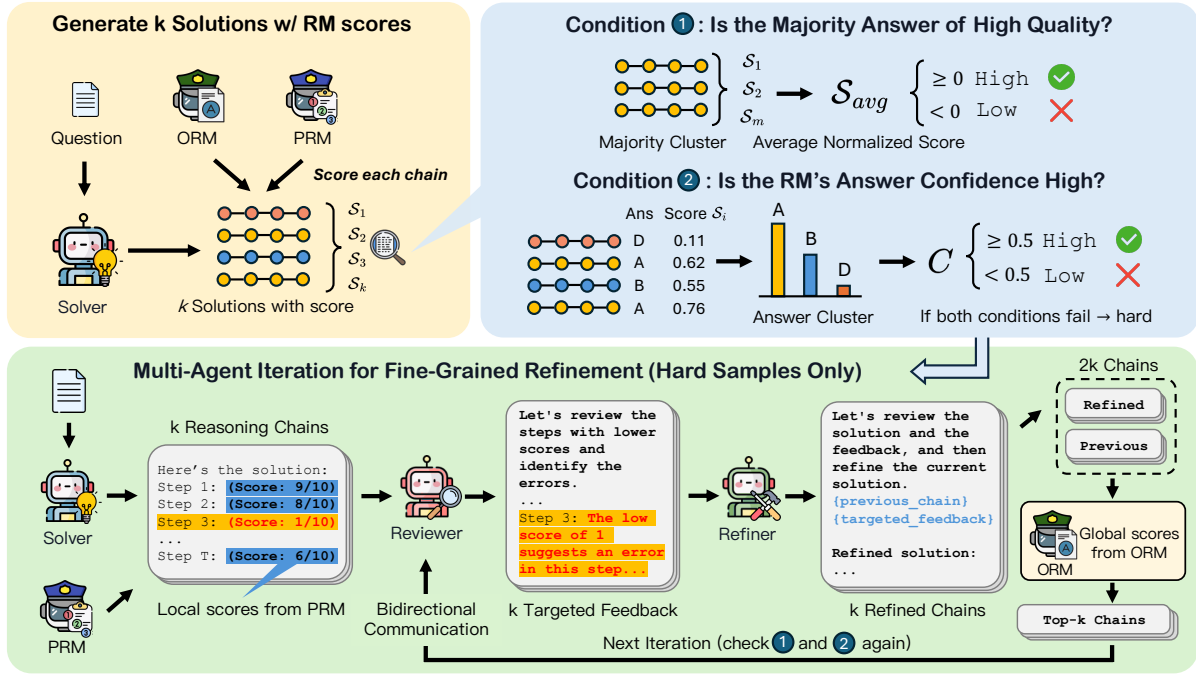 Generate k Solutions w/ RM scores
Question
ORM
A
PRM
1
2
3
Score each chain
Solver
S1
S2
S3
Sk
k Solutions with score
Condition 1 : Is the Majority Answer of High Quality?
S1
S2
Sm
Savg
≥ 0 High
< 0 Low
Majority Cluster
Average Normalized Score
Condition 2 : Is the RM's Answer Confidence High?
Ans Score Si
D 0.11
A 0.62
B 0.55
A 0.76
A
B
D
Answer Cluster
C
≥ 0.5 High
< 0.5 Low
If both conditions fail → hard
Multi-Agent Iteration for Fine-Grained Refinement (Hard Samples Only)
Solver
PRM
1
2
3
k Reasoning Chains
Here's the solution:
Step 1: (Score: 9/10)
Step 2: (Score: 8/10)
Step 3: (Score: 1/10)
...
Step T: (Score: 6/10)
Local scores from PRM
Reviewer
Bidirectional
Communication
Let's review the
steps with lower
scores and
identify the
errors.
...
Step 3: The low
score of 1
suggests an error
in this step...
k Targeted Feedback
Refiner
Let's review the
solution and the
feedback, and then
refine the current
solution.
{previous_chain}
{targeted_feedback}
Refined solution:
...
k Refined Chains
2k Chains
Refined
Previous
A
ORM
Global scores
from ORM
Top-k Chains
Next Iteration (check 1 and 2 again)